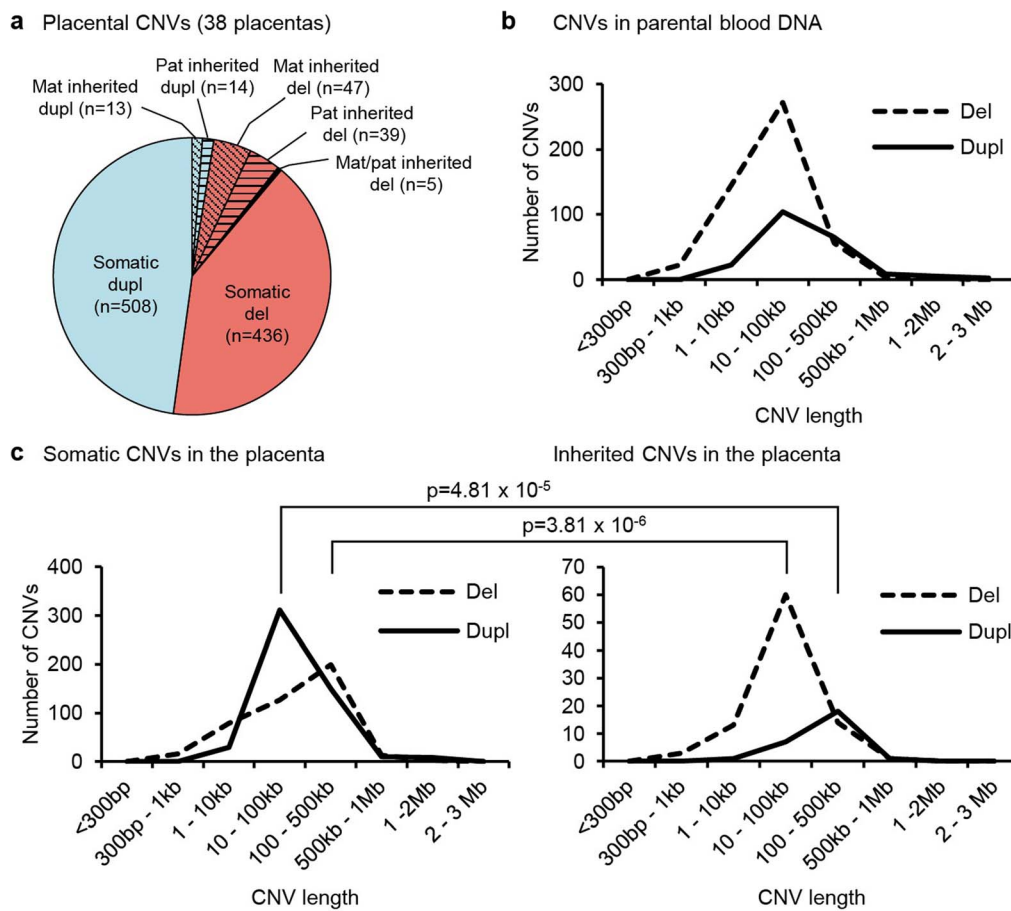 a Placental CNVs (38 placentas)
Mat inherited
dupl (n=13)
Pat inherited
dupl (n=14)
Mat inherited
del (n=47)
Pat inherited
del (n=39)
Mat/pat inherited
del (n=5)
Somatic
dupl
(n=508)
Somatic
del
(n=436)
b CNVs in parental blood DNA
Number of CNVs
300
200
100
0
Del
Dupl
<300bp
300bp - 1kb
1 - 10kb
10 - 100kb
100 - 500kb
500kb - 1Mb
1-2Mb
2 - 3 Mb
CNV length
c Somatic CNVs in the placenta
Inherited CNVs in the placenta
p=4.81 x 10-5
p=3.81 x 10-6
Number of CNVs
400
300
200
100
0
Del
Dupl
<300bp
300bp - 1kb
1 - 10kb
10 - 100kb
100 - 500kb
500kb - 1Mb
1-2Mb
2 - 3 Mb
CNV length
70
60
50
40
30
20
10
0
Del
Dupl
<300bp
300bp - 1kb
1 - 10kb
10 - 100kb
100 - 500kb
500kb - 1Mb
1-2Mb
2 - 3 Mb
CNV length